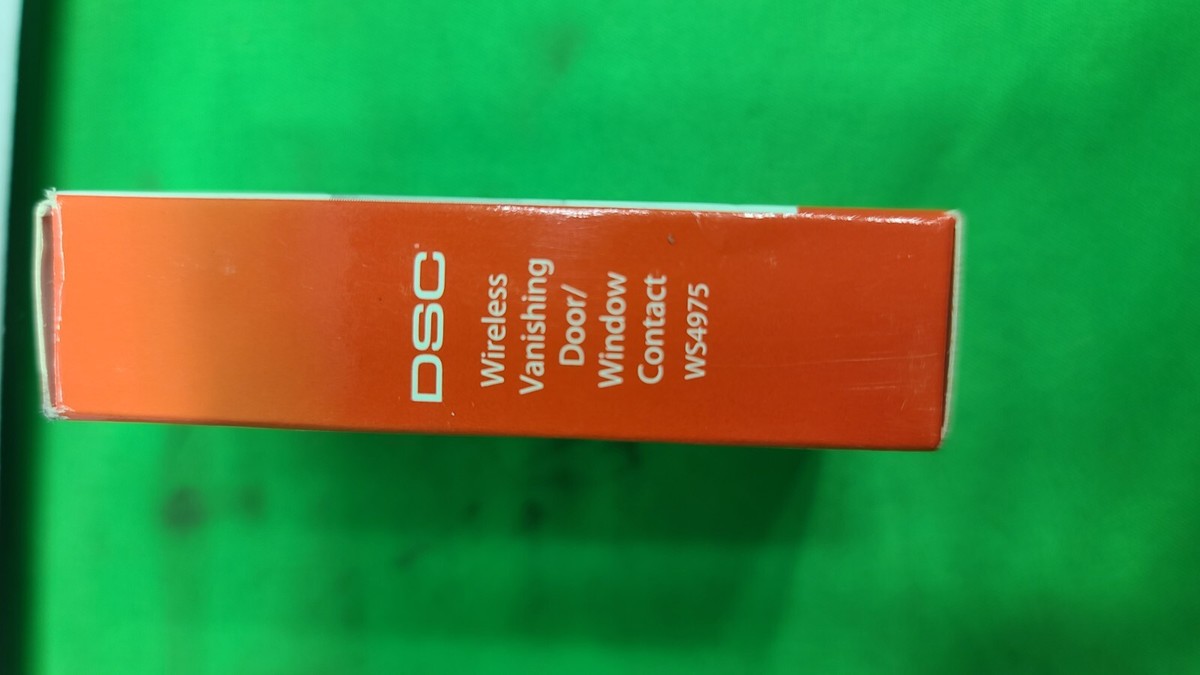 DSC
Wireless
Vanishing
Door/
Window
Contact
WS4975